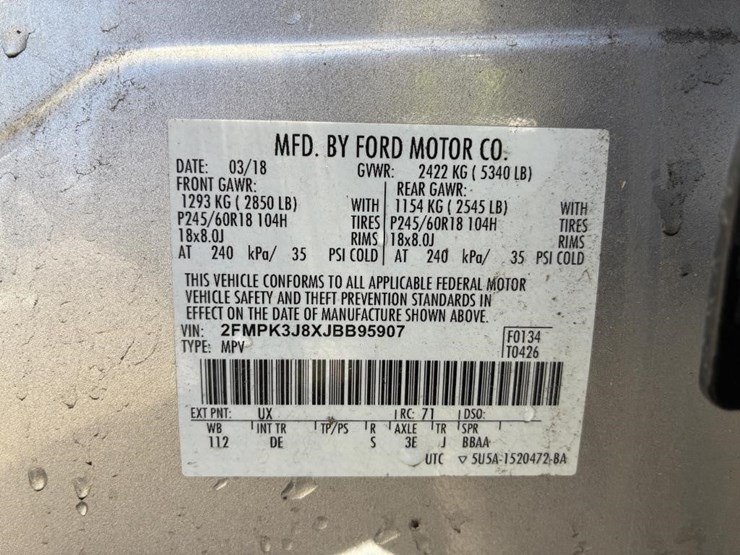 MFD. BY FORD MOTOR CO.
DATE: 03/18 GVWR: 2422 KG ( 5340 LB)
FRONT GAWR: REAR GAWR:
1293 KG ( 2850 LB) WITH 1154 KG ( 2545 LB) WITH
P245/60R18 104H TIRES P245/60R18 104H TIRES
18x8.0J RIMS 18x8.0J RIMS
AT 240 kPa/ 35 PSI COLD AT 240 kPa/ 35 PSI COLD
THIS VEHICLE CONFORMS TO ALL APPLICABLE FEDERAL MOTOR
VEHICLE SAFETY AND THEFT PREVENTION STANDARDS IN
EFFECT ON THE DATE OF MANUFACTURE SHOWN ABOVE.
VIN: 2FMPK3J8XJBB95907 F0134
TYPE: MPV T0426
EXT PNT: UX RC: 71 DSO:
WB INT TR TP/PS R AXLE TR SPR
112 DE S 3E J BBAA
UTC ▽ 5U5A-1520472-BA